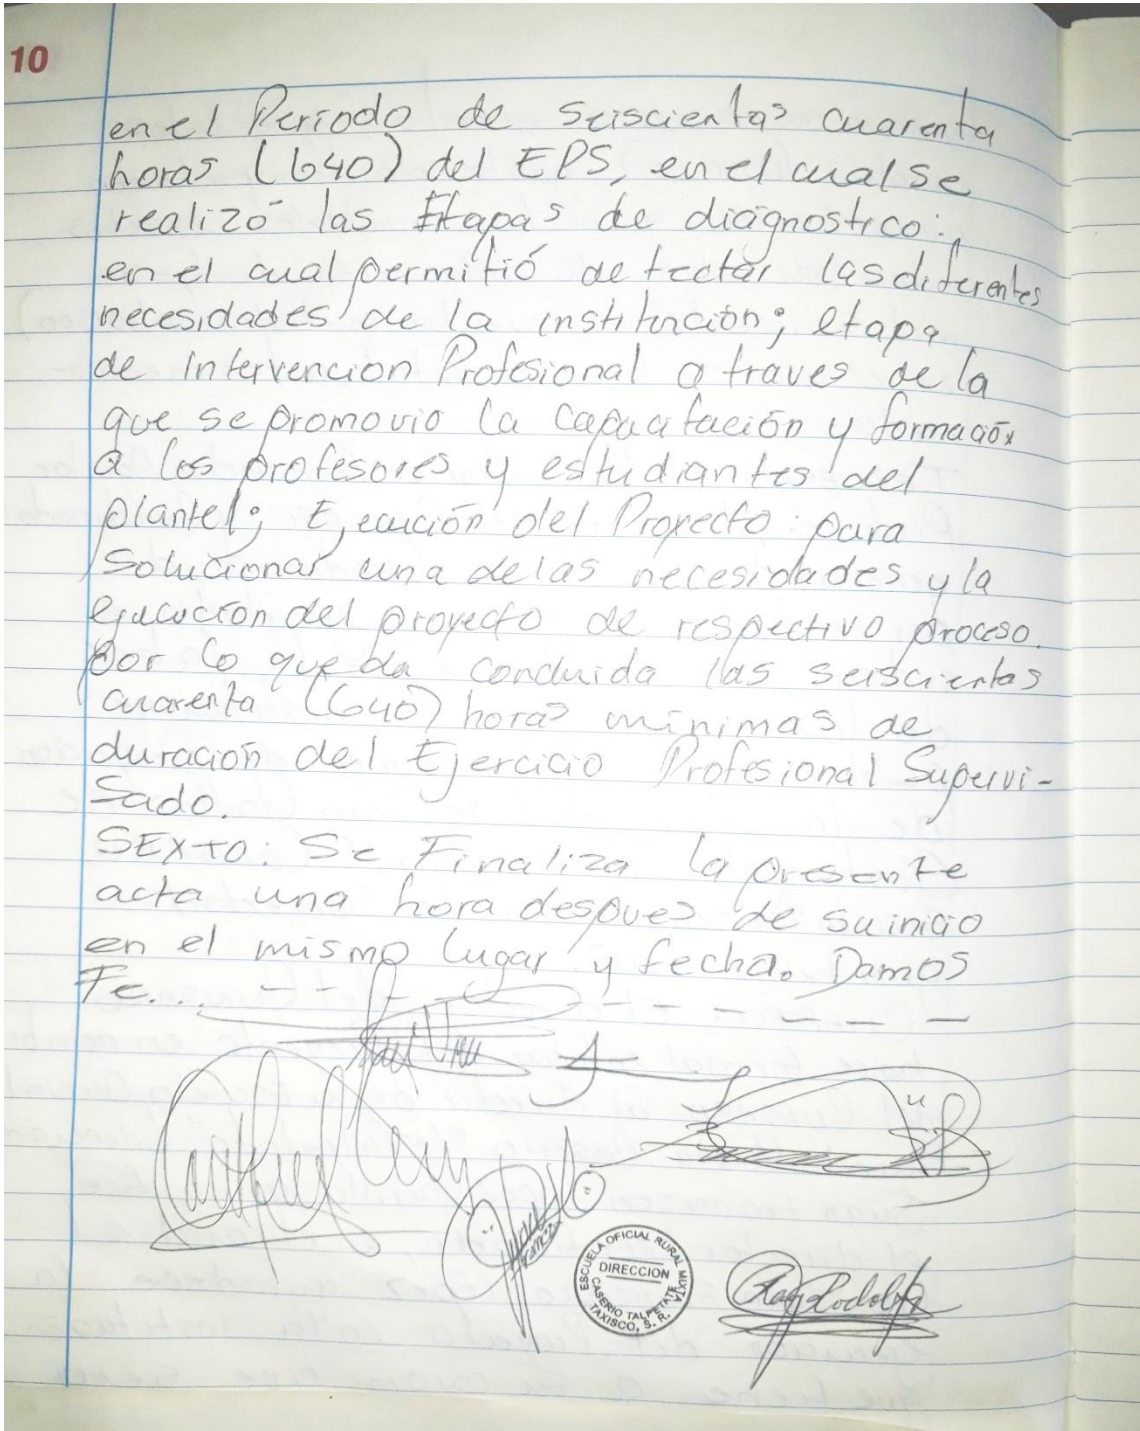 10
en el Periodo de seiscientas cuarenta
horas (640) del EPS, en el cual se
realizó las Etapas de diagnostico:,
en el cual permitió detectar las diferentes
necesidades de la institución; etapa
de Intervencion Profesional a traves de la
que se promovio la capacitación y formación
a los profesores y estudiantes del
plantel; Ejecución del Proyecto: para
Solucionar una de las necesidades y la
ejecución del proyecto de respectivo proceso.
por lo que da concluida las seiscientas
cuarenta (640) horas mínimas de
duración del Ejercicio Profesional Supervi-
sado.
SEXTO: Se Finaliza la presente
acta una hora despues de su inicio
en el mismo lugar y fecha. Damos
Fe... - - - - - - - - - -
ESCUELA OFICIAL RURAL MIXTA
DIRECCION
CASERIO TALPETATE
TAXISCO, S. R.
Rodolfo